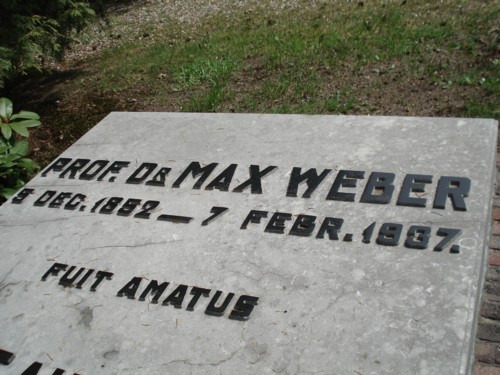 PROF. DR MAX WEBER
5 DEC. 1852 — 7 FEBR. 1937.
FUIT AMATUS